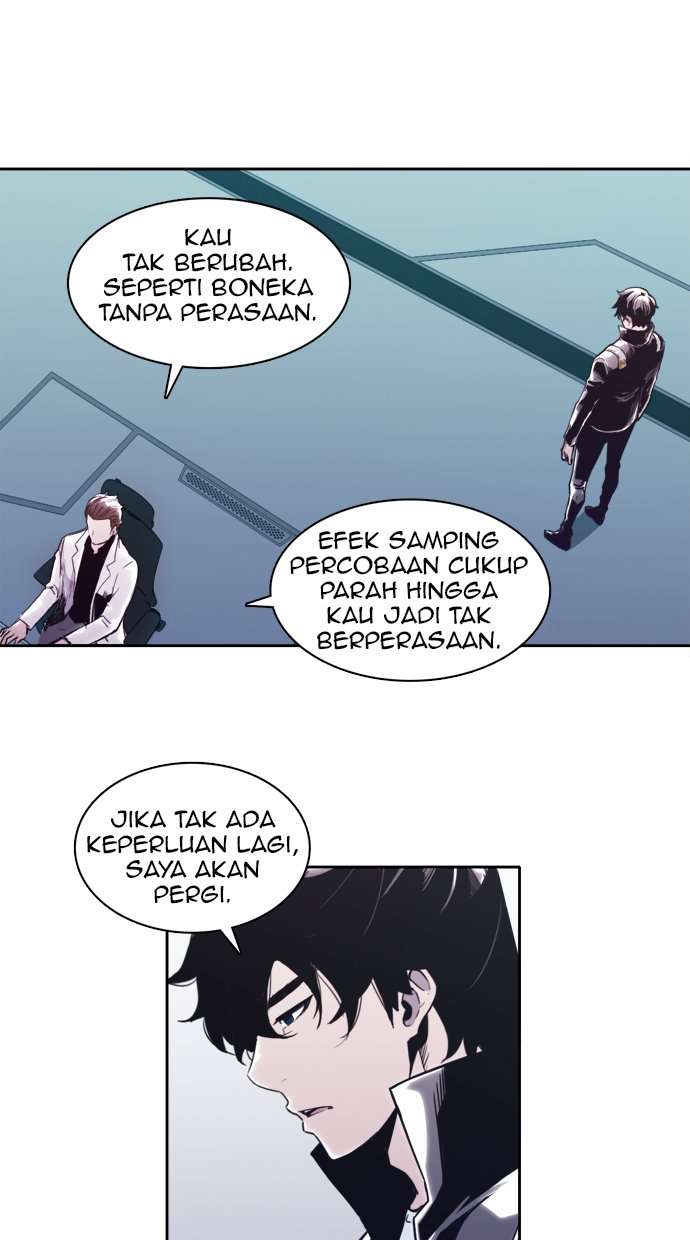 KAU
TAK BERUBAH.
SEPERTI BONEKA
TANPA PERASAAN.
EFEK SAMPING
PERCOBAAN CUKUP
PARAH HINGGA
KAU JADI TAK
BERPERASAAN.
JIKA TAK ADA
KEPERLUAN LAGI,
SAYA AKAN
PERGI.